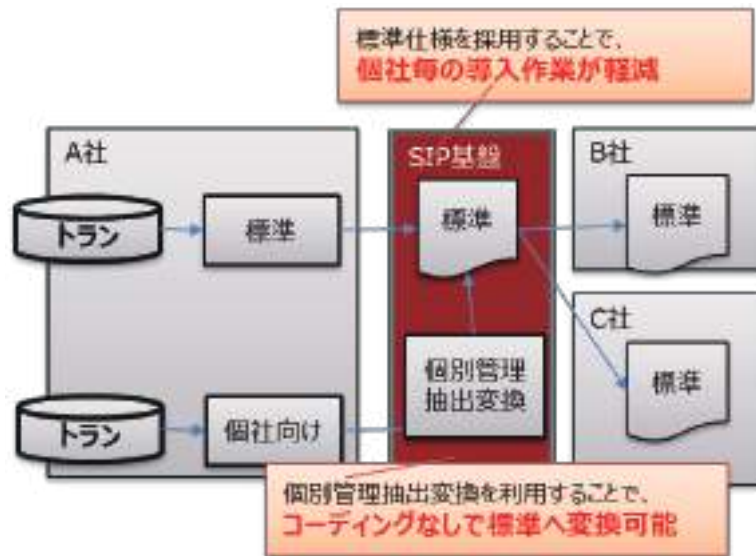 標準仕様を採用することで、
個社毎の導入作業が軽減
A社
SIP基盤
B社
トラン
標準
標準
標準
C社
標準
個別管理
抽出変換
トラン
個社向け
個別管理抽出変換を利用することで、
コーディングなしで標準へ変換可能